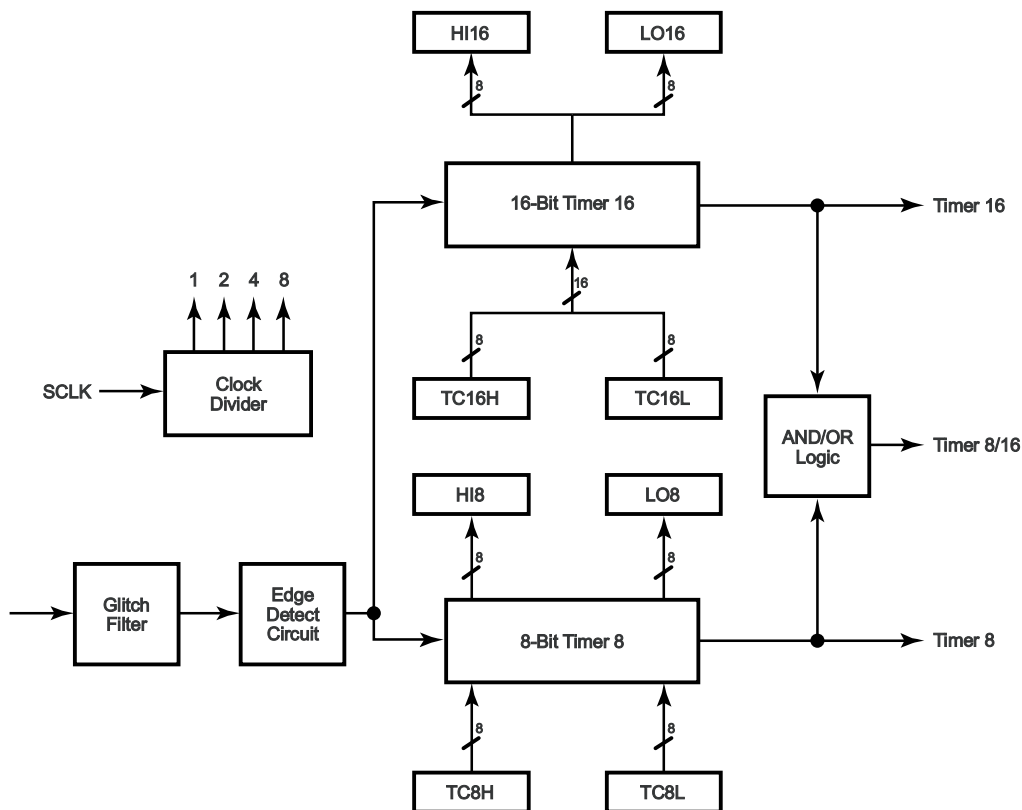 HI16
LO16
8
8
16-Bit Timer 16
Timer 16
1 2 4 8
16
SCLK
Clock
Divider
8
8
TC16H
TC16L
AND/OR
Logic
Timer 8/16
HI8
LO8
8
8
Glitch
Filter
Edge
Detect
Circuit
8-Bit Timer 8
Timer 8
8
8
TC8H
TC8L